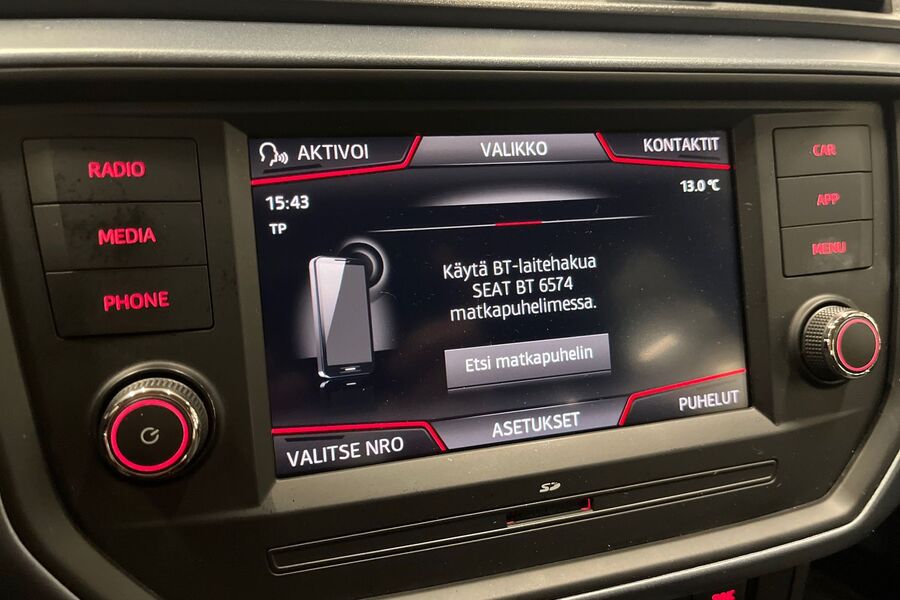 AKTIVOI
VALIKKO
KONTAKTIT
RADIO
MEDIA
PHONE
15:43
TP
13.0 °C
Käytä BT-laitehakua
SEAT BT 6574
matkapuhelimessa.
Etsi matkapuhelin
VALITSE NRO
ASETUKSET
PUHELUT
CAR
APP
MENU
SD